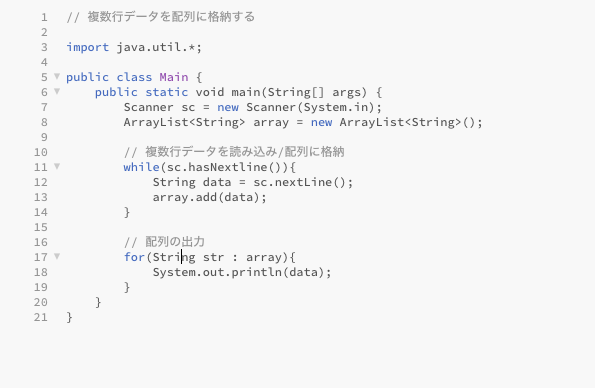 1 // 複数行データを配列に格納する
2
3 import java.util.*;
4
5 public class Main {
6     public static void main(String[] args) {
7         Scanner sc = new Scanner(System.in);
8         ArrayList<String> array = new ArrayList<String>();
9
10         // 複数行データを読み込み/配列に格納
11         while(sc.hasNextline()){
12             String data = sc.nextLine();
13             array.add(data);
14         }
15
16         // 配列の出力
17         for(String str : array){
18             System.out.println(data);
19         }
20     }
21 }